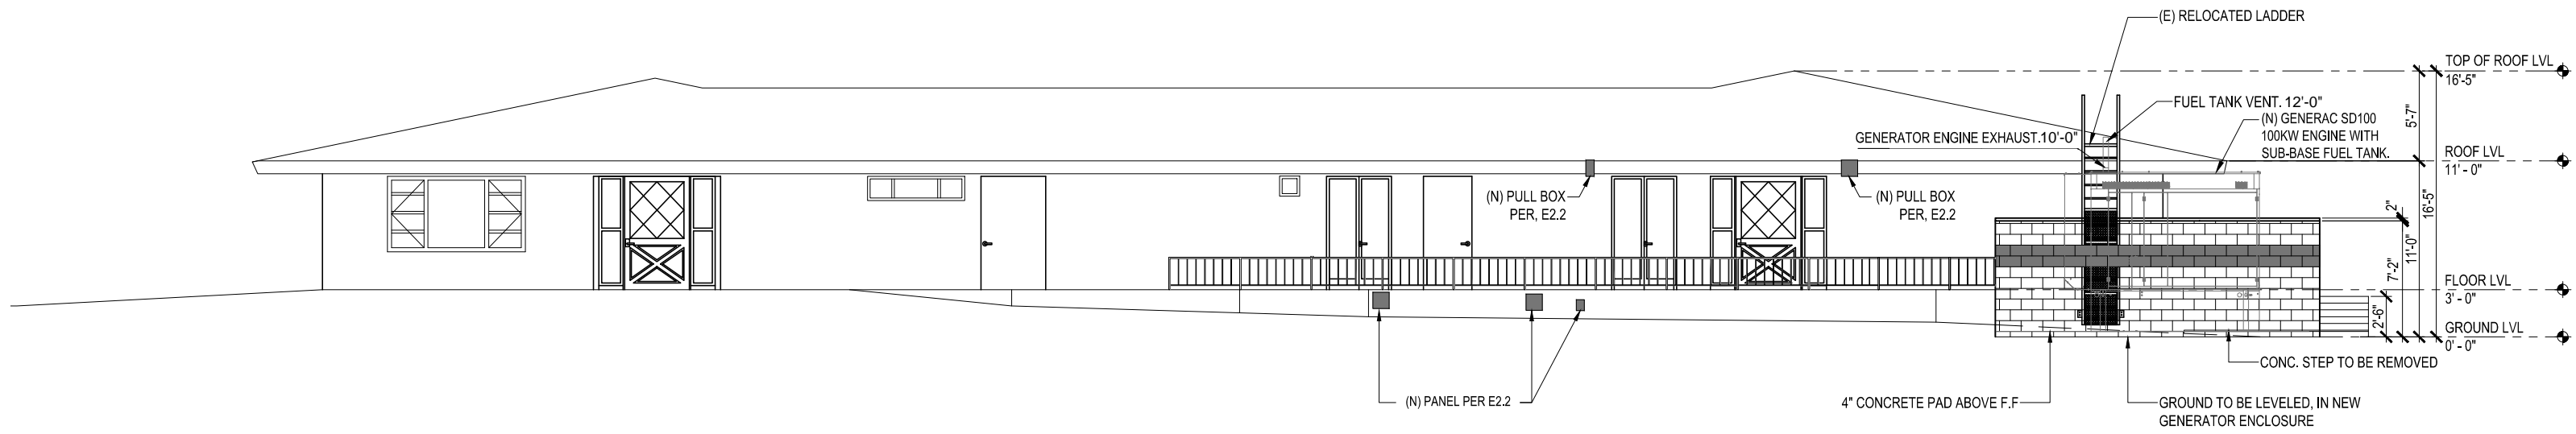 (E) RELOCATED LADDER
TOP OF ROOF LVL
16'-5"
FUEL TANK VENT. 12'-0"
(N) GENERAC SD100
100KW ENGINE WITH
SUB-BASE FUEL TANK.
5'-7"
GENERATOR ENGINE EXHAUST.10'-0"
ROOF LVL
11' - 0"
(N) PULL BOX
PER, E2.2
(N) PULL BOX
PER, E2.2
2"
16'-5"
11'-0"
7'-2"
FLOOR LVL
3' - 0"
2'-6"
GROUND LVL
0' - 0"
CONC. STEP TO BE REMOVED
(N) PANEL PER E2.2
4" CONCRETE PAD ABOVE F.F
GROUND TO BE LEVELED, IN NEW
GENERATOR ENCLOSURE